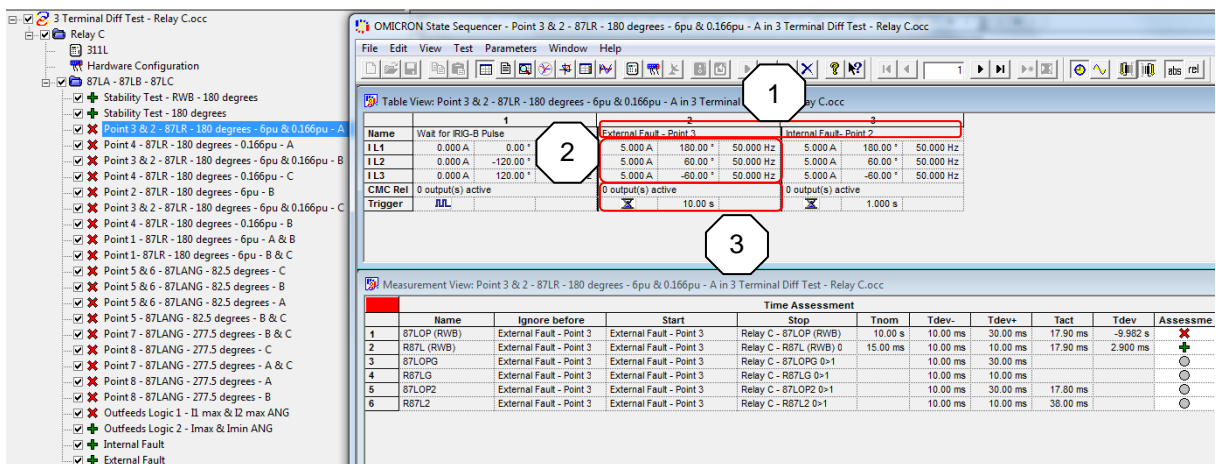 3 Terminal Diff Test - Relay C.occ
Relay C
311L
Hardware Configuration
87LA - 87LB - 87LC
Stability Test - RWB - 180 degrees
Stability Test - 180 degrees
Point 3 & 2 - 87LR - 180 degrees - 6pu & 0.166pu - A
Point 4 - 87LR - 180 degrees - 0.166pu - A
Point 3 & 2 - 87LR - 180 degrees - 6pu & 0.166pu - B
Point 4 - 87LR - 180 degrees - 0.166pu - C
Point 2 - 87LR - 180 degrees - 6pu - B
Point 3 & 2 - 87LR - 180 degrees - 6pu & 0.166pu - C
Point 4 - 87LR - 180 degrees - 0.166pu - B
Point 1 - 87LR - 180 degrees - 6pu - A & B
Point 1- 87LR - 180 degrees - 6pu - B & C
Point 5 & 6 - 87LANG - 82.5 degrees - C
Point 5 & 6 - 87LANG - 82.5 degrees - B
Point 5 & 6 - 87LANG - 82.5 degrees - A
Point 5 - 87LANG - 82.5 degrees - B & C
Point 7 - 87LANG - 277.5 degrees - B & C
Point 8 - 87LANG - 277.5 degrees - C
Point 7 - 87LANG - 277.5 degrees - A & C
Point 8 - 87LANG - 277.5 degrees - A
Point 8 - 87LANG - 277.5 degrees - B
Outfeeds Logic 1 - I1 max & I2 max ANG
Outfeeds Logic 2 - Imax & Imin ANG
Internal Fault
External Fault
OMICRON State Sequencer - Point 3 & 2 - 87LR - 180 degrees - 6pu & 0.166pu - A in 3 Terminal Diff Test - Relay C.occ
File Edit View Test Parameters Window Help
1 abs rel
Table View: Point 3 & 2 - 87LR - 180 degrees - 6pu & 0.166pu - A in 3 Termin ay C.occ
1
1 2 3
Name Wait for IRIG-B Pulse External Fault - Point 3 Internal Fault- Point 2
2
I L1 0.000 A 0.00 ° 5.000 A 180.00 ° 50.000 Hz 5.000 A 180.00 ° 50.000 Hz
I L2 0.000 A -120.00 ° 5.000 A 60.00 ° 50.000 Hz 5.000 A 60.00 ° 50.000 Hz
I L3 0.000 A 120.00 ° 5.000 A -60.00 ° 50.000 Hz 5.000 A -60.00 ° 50.000 Hz
CMC Rel 0 output(s) active 0 output(s) active 0 output(s) active
Trigger 10.00 s 1.000 s
3
Measurement View: Point 3 & 2 - 87LR - 180 degrees - 6pu & 0.166pu - A in 3 Terminal Diff Test - Relay C.occ
Time Assessment
Name Ignore before Start Stop Tnom Tdev- Tdev+ Tact Tdev Assessme
1 87LOP (RWB) External Fault - Point 3 External Fault - Point 3 Relay C - 87LOP (RWB) 10.00 s 10.00 ms 30.00 ms 17.90 ms -9.982 s
2 R87L (RWB) External Fault - Point 3 External Fault - Point 3 Relay C - R87L (RWB) 0 15.00 ms 10.00 ms 10.00 ms 17.90 ms 2.900 ms
3 87LOPG External Fault - Point 3 External Fault - Point 3 Relay C - 87LOPG 0>1 10.00 ms 30.00 ms
4 R87LG External Fault - Point 3 External Fault - Point 3 Relay C - R87LG 0>1 10.00 ms 10.00 ms
5 87LOP2 External Fault - Point 3 External Fault - Point 3 Relay C - 87LOP2 0>1 10.00 ms 30.00 ms 17.80 ms
6 R87L2 External Fault - Point 3 External Fault - Point 3 Relay C - R87L2 0>1 10.00 ms 10.00 ms 38.00 ms